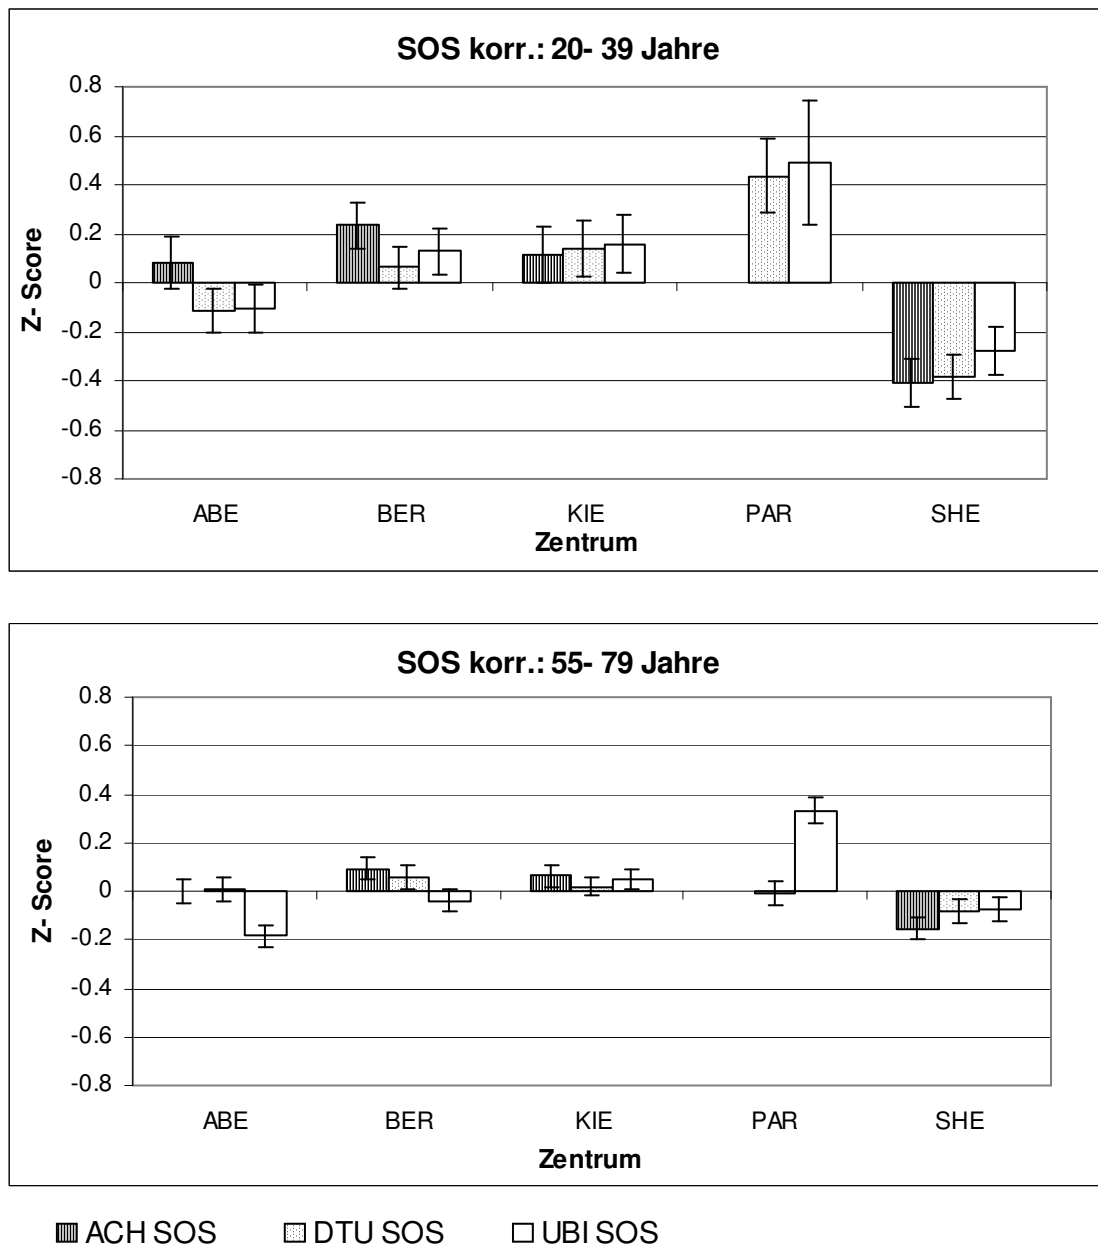 SOS korr.: 20- 39 Jahre
0.8
0.6
0.4
0.2
0
-0.2
-0.4
-0.6
-0.8
Z- Score
ABE BER KIE PAR SHE
Zentrum
SOS korr.: 55- 79 Jahre
0.8
0.6
0.4
0.2
0
-0.2
-0.4
-0.6
-0.8
Z- Score
ABE BER KIE PAR SHE
Zentrum
ACH SOS DTU SOS UBI SOS